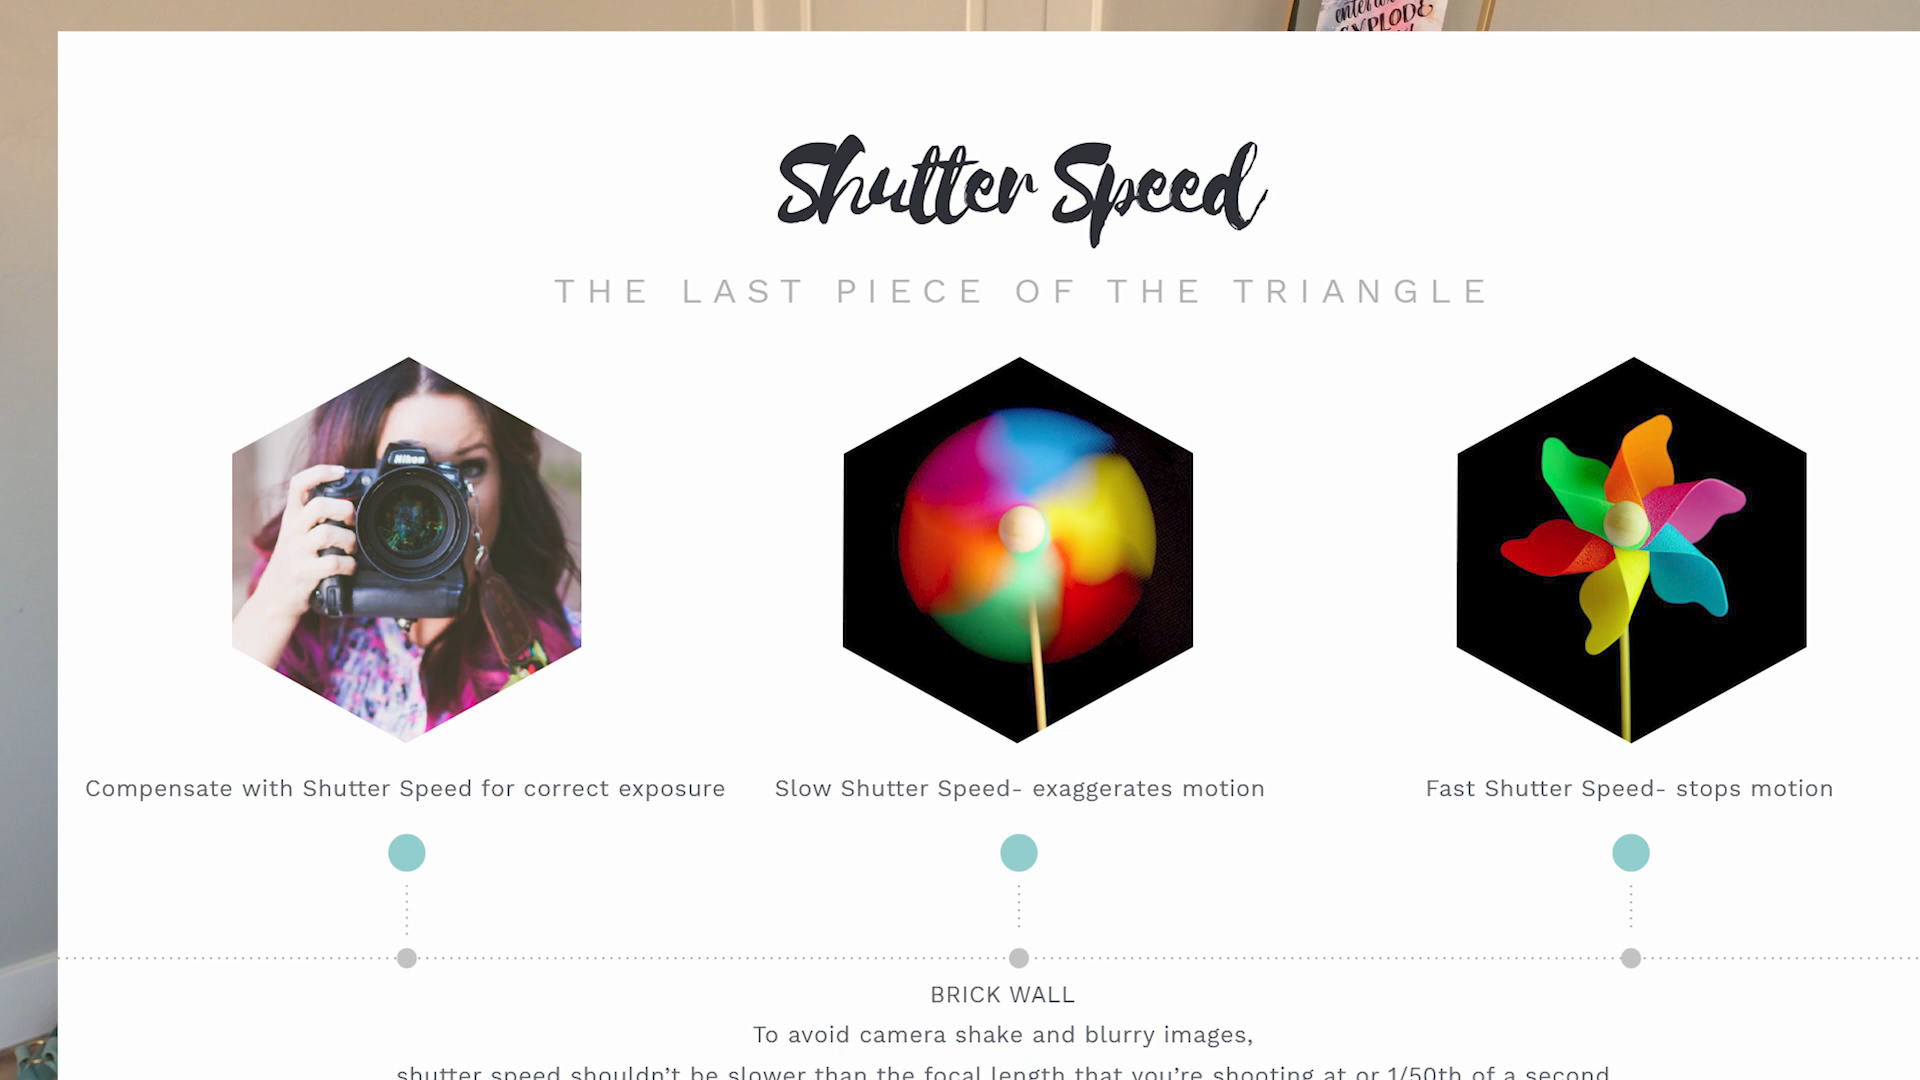 EXPLODE
Shutter Speed
THE LAST PIECE OF THE TRIANGLE
Nikon
Compensate with Shutter Speed for correct exposure
Slow Shutter Speed- exaggerates motion
Fast Shutter Speed- stops motion
BRICK WALL
To avoid camera shake and blurry images,
shutter speed shouldn't be slower than the focal length that you're shooting at or 1/50th of a second